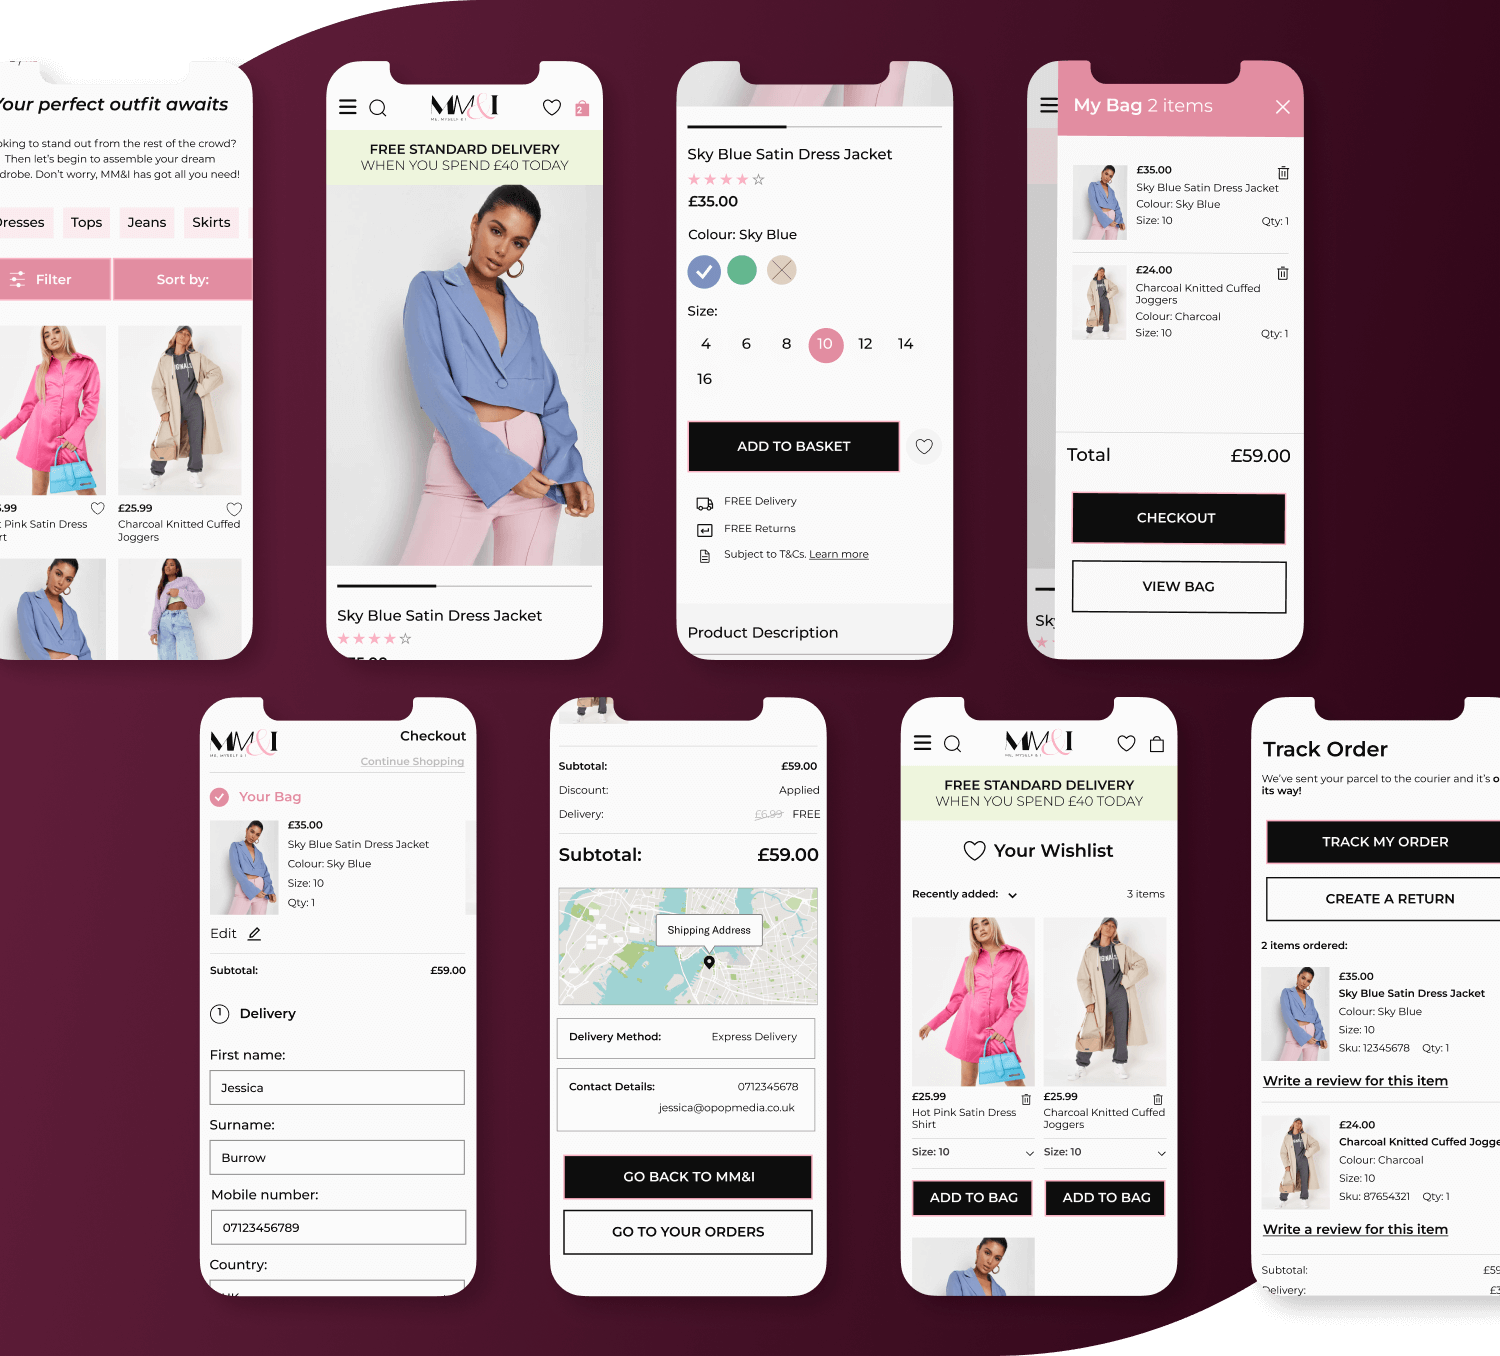 Your perfect outfit awaits
oking to stand out from the rest of the crowd?
Then let's begin to assemble your dream
drobe. Don't worry, MM&I has got all you need!
Dresses
Tops
Jeans
Skirts
Filter
Sort by:
.99
£25.99
t Pink Satin Dress
rt
Charcoal Knitted Cuffed
Joggers
MM&I
ME, MYSELF & I
2
FREE STANDARD DELIVERY
WHEN YOU SPEND £40 TODAY
Sky Blue Satin Dress Jacket
Sky Blue Satin Dress Jacket
£35.00
Colour: Sky Blue
Size:
4 6 8 10 12 14
16
ADD TO BASKET
FREE Delivery
FREE Returns
Subject to T&Cs. Learn more
Product Description
Sky
My Bag 2 items
£35.00
Sky Blue Satin Dress Jacket
Colour: Sky Blue
Size: 10 Qty: 1
£24.00
Charcoal Knitted Cuffed
Joggers
Colour: Charcoal
Size: 10 Qty: 1
Total £59.00
CHECKOUT
VIEW BAG
MM&I
ME, MYSELF & I
Checkout
Continue Shopping
Your Bag
£35.00
Sky Blue Satin Dress Jacket
Colour: Sky Blue
Size: 10
Qty: 1
Edit
Subtotal: £59.00
1 Delivery
First name:
Jessica
Surname:
Burrow
Mobile number:
07123456789
Country:
UK
Subtotal: £59.00
Discount: Applied
Delivery: £6.99 FREE
Subtotal: £59.00
Shipping Address
Delivery Method: Express Delivery
Contact Details: 0712345678
jessica@opopmedia.co.uk
GO BACK TO MM&I
GO TO YOUR ORDERS
MM&I
ME, MYSELF & I
FREE STANDARD DELIVERY
WHEN YOU SPEND £40 TODAY
Your Wishlist
Recently added: 3 items
£25.99
Hot Pink Satin Dress
Shirt
Size: 10
ADD TO BAG
£25.99
Charcoal Knitted Cuffed
Joggers
Size: 10
ADD TO BAG
Track Order
We've sent your parcel to the courier and it's o
its way!
TRACK MY ORDER
CREATE A RETURN
2 items ordered:
£35.00
Sky Blue Satin Dress Jacket
Colour: Sky Blue
Size: 10
Sku: 12345678 Qty: 1
Write a review for this item
£24.00
Charcoal Knitted Cuffed Jogge
Colour: Charcoal
Size: 10
Sku: 87654321 Qty: 1
Write a review for this item
Subtotal: £59
Delivery: £3